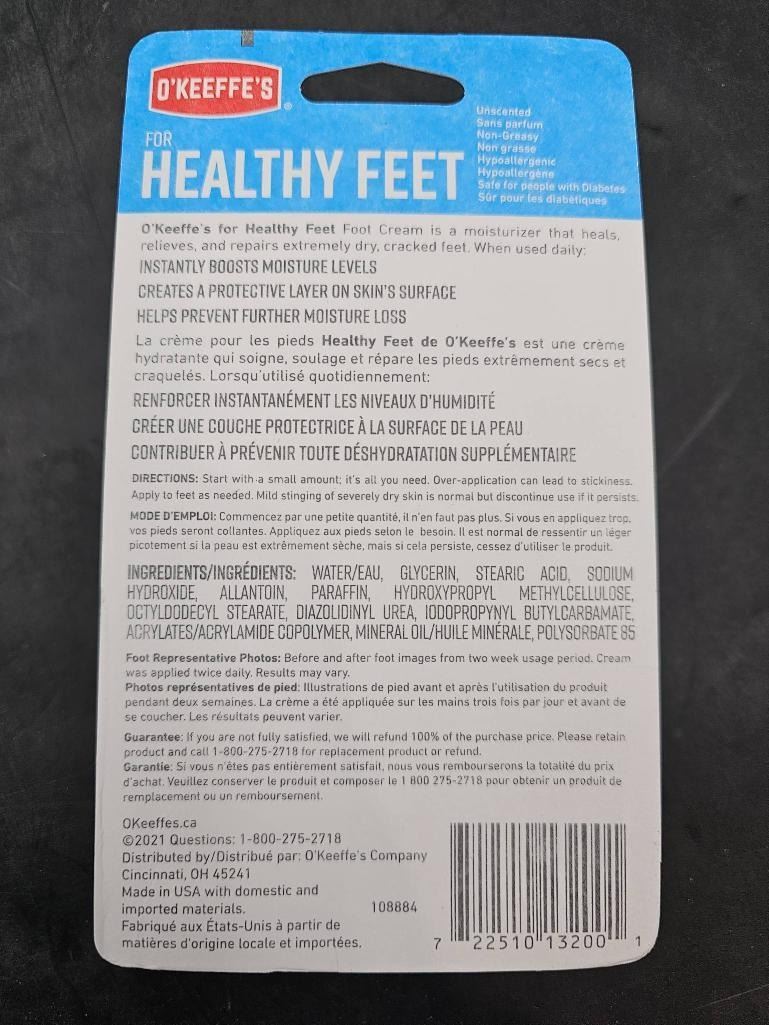 O'KEEFFE'S®
FOR
HEALTHY FEET
Unscented
Sans parfum
Non-Greasy
Non grasse
Hypoallergenic
Hypoallergène
Safe for people with Diabetes
Sûr pour les diabétiques
O'Keeffe's for Healthy Feet Foot Cream is a moisturizer that heals,
relieves, and repairs extremely dry, cracked feet. When used daily:
INSTANTLY BOOSTS MOISTURE LEVELS
CREATES A PROTECTIVE LAYER ON SKIN'S SURFACE
HELPS PREVENT FURTHER MOISTURE LOSS
La crème pour les pieds Healthy Feet de O'Keeffe's est une crème
hydratante qui soigne, soulage et répare les pieds extrêmement secs et
craquelés. Lorsqu'utilisé quotidiennement:
RENFORCER INSTANTANÉMENT LES NIVEAUX D'HUMIDITÉ
CRÉER UNE COUCHE PROTECTRICE À LA SURFACE DE LA PEAU
CONTRIBUER À PRÉVENIR TOUTE DÉSHYDRATATION SUPPLÉMENTAIRE
DIRECTIONS: Start with a small amount; it's all you need. Over-application can lead to stickiness.
Apply to feet as needed. Mild stinging of severely dry skin is normal but discontinue use if it persists.
MODE D'EMPLOI: Commencez par une petite quantité, il n'en faut pas plus. Si vous en appliquez trop,
vos pieds seront collantes. Appliquez aux pieds selon le besoin. Il est normal de ressentir un léger
picotement si la peau est extrêmement sèche, mais si cela persiste, cessez d'utiliser le produit.
INGREDIENTS/INGRÉDIENTS: WATER/EAU, GLYCERIN, STEARIC ACID, SODIUM
HYDROXIDE, ALLANTOIN, PARAFFIN, HYDROXYPROPYL METHYLCELLULOSE,
OCTYLDODECYL STEARATE, DIAZOLIDINYL UREA, IODOPROPYNYL BUTYLCARBAMATE,
ACRYLATES/ACRYLAMIDE COPOLYMER, MINERAL OIL/HUILE MINÉRALE, POLYSORBATE 85
Foot Representative Photos: Before and after foot images from two week usage period. Cream
was applied twice daily. Results may vary.
Photos représentatives de pied: Illustrations de pied avant et après l'utilisation du produit
pendant deux semaines. La crème a été appliquée sur les mains trois fois par jour et avant de
se coucher. Les résultats peuvent varier.
Guarantee: If you are not fully satisfied, we will refund 100% of the purchase price. Please retain
product and call 1-800-275-2718 for replacement product or refund.
Garantie: Si vous n'êtes pas entièrement satisfait, nous vous rembourserons la totalité du prix
d'achat. Veuillez conserver le produit et composer le 1 800 275-2718 pour obtenir un produit de
remplacement ou un remboursement.
OKeeffes.ca
©2021 Questions: 1-800-275-2718
Distributed by/Distribué par: O'Keeffe's Company
Cincinnati, OH 45241
Made in USA with domestic and
imported materials. 108884
Fabriqué aux États-Unis à partir de
matières d'origine locale et importées.
7 22510 13200 1